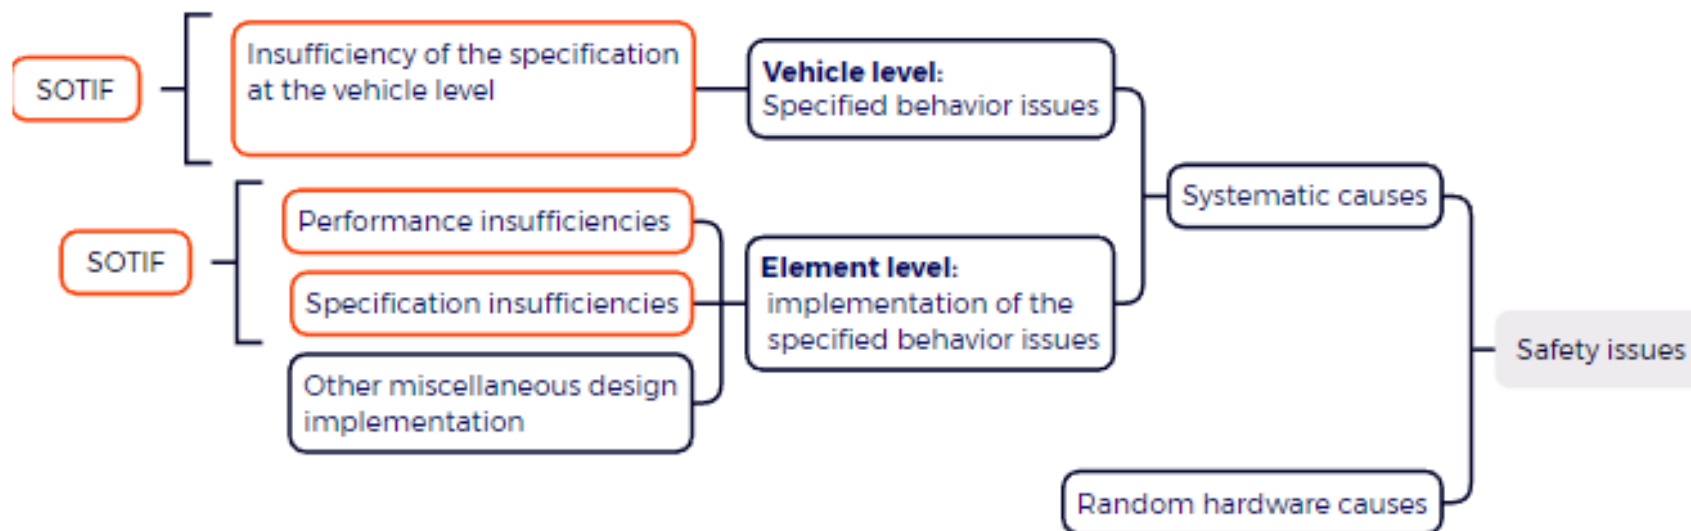 SOTIF
Insufficiency of the specification
at the vehicle level
Vehicle level:
Specified behavior issues
Systematic causes
SOTIF
Performance insufficiencies
Specification insufficiencies
Other miscellaneous design
implementation
Element level:
implementation of the
specified behavior issues
Safety issues
Random hardware causes